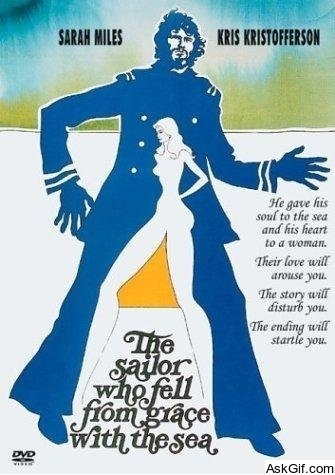 SARAH MILES
KRIS KRISTOFFERSON
He gave his
soul to the sea
and his heart
to a woman.
Their love will
arouse you.
The story will
disturb you.
The ending will
startle you.
The
sailor
who fell
from grace
with the sea
DVD
VIDEO
AskGif.com